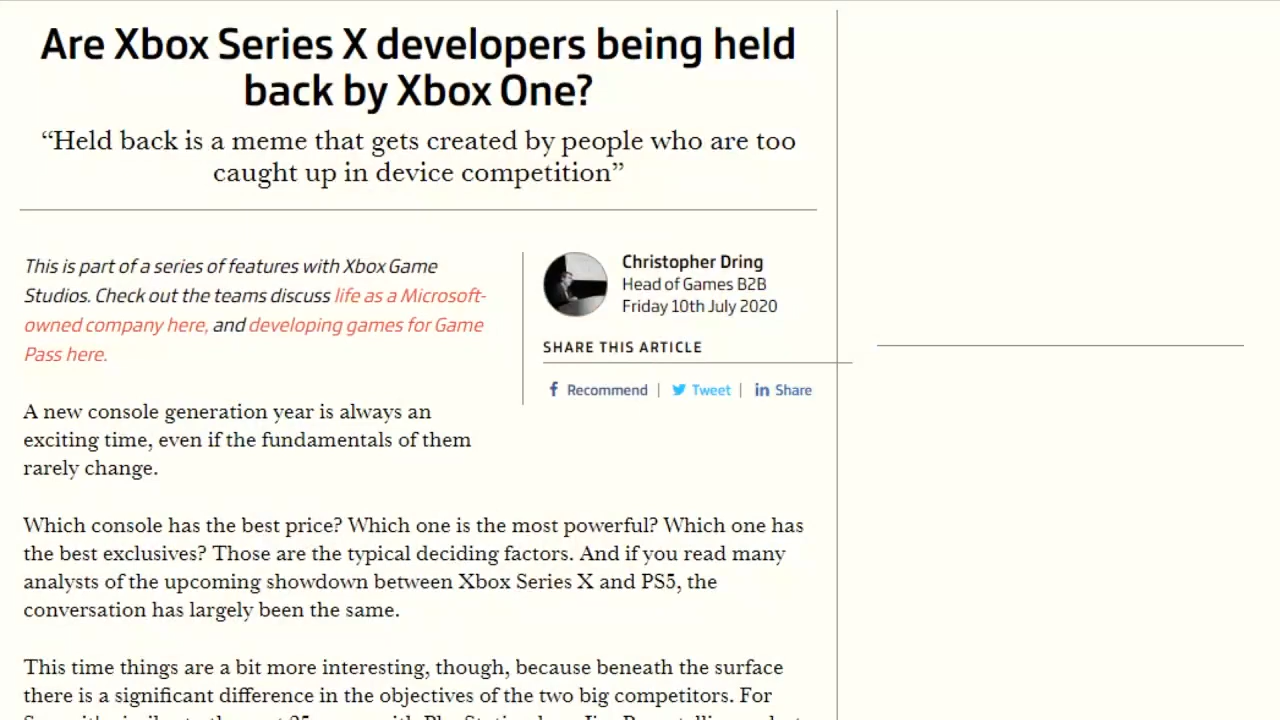 Are Xbox Series X developers being held
back by Xbox One?
“Held back is a meme that gets created by people who are too
caught up in device competition”
This is part of a series of features with Xbox Game
Studios. Check out the teams discuss life as a Microsoft-
owned company here, and developing games for Game
Pass here.
Christopher Dring
Head of Games B2B
Friday 10th July 2020
SHARE THIS ARTICLE
Recommend | Tweet | Share
A new console generation year is always an
exciting time, even if the fundamentals of them
rarely change.
Which console has the best price? Which one is the most powerful? Which one has
the best exclusives? Those are the typical deciding factors. And if you read many
analysts of the upcoming showdown between Xbox Series X and PS5, the
conversation has largely been the same.
This time things are a bit more interesting, though, because beneath the surface
there is a significant difference in the objectives of the two big competitors. For